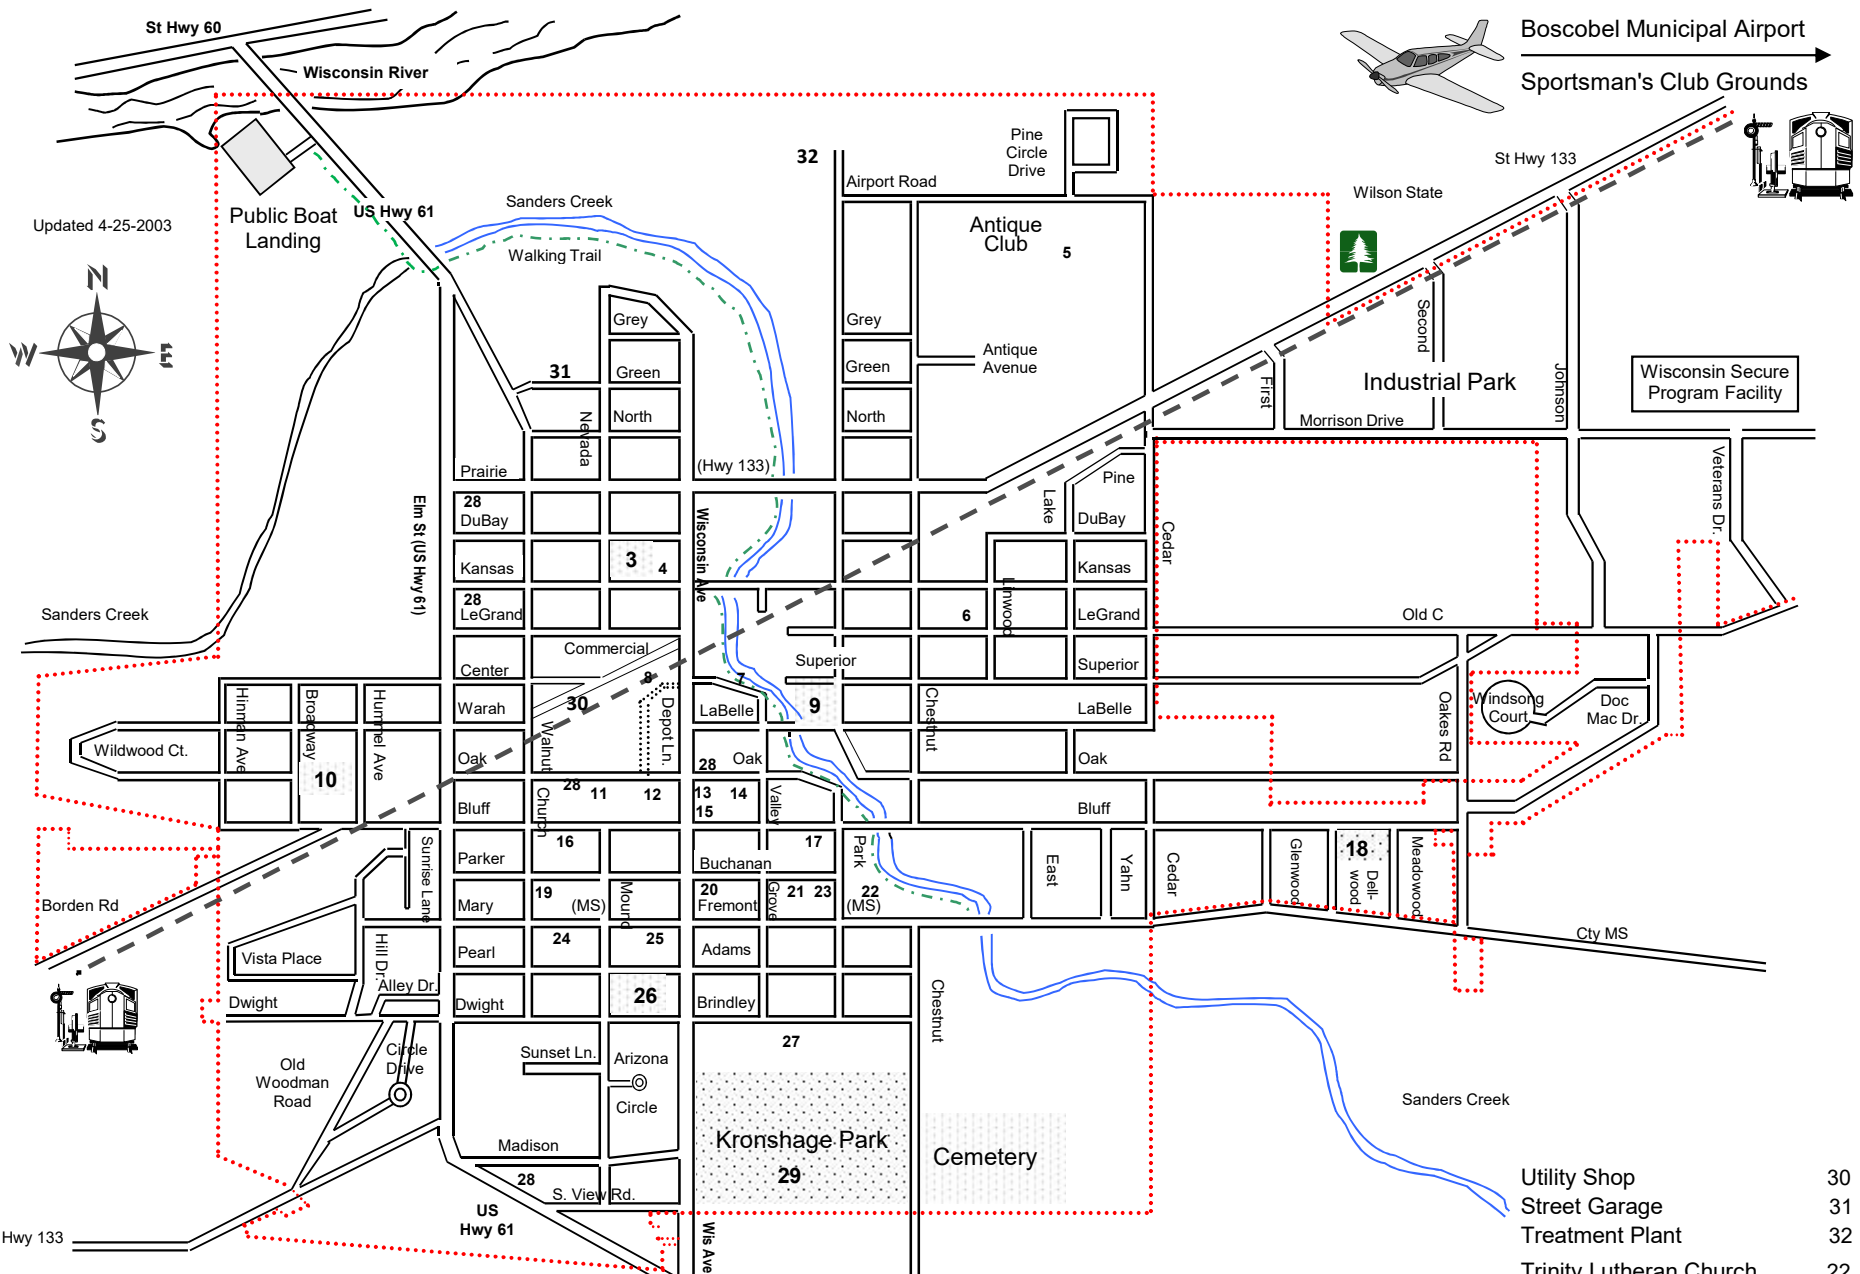 St Hwy 60
Boscobel Municipal Airport
Wisconsin River
Sportsman's Club Grounds
Pine
Circle
Drive
32
St Hwy 133
Airport Road
Wilson State
Sanders Creek
US Hwy 61
Public Boat
Landing
Updated 4-25-2003
Antique
Club
5
Walking Trail
N
W
E
S
Grey
Grey
Second
Antique
Avenue
31
Green
Green
First
Industrial Park
Johnson
Wisconsin Secure
Program Facility
Nevada
North
North
Morrison Drive
Prairie
(Hwy 133)
Pine
Veterans Dr.
Elm St (US Hwy 61)
28
DuBay
Wisconsin Ave
Lake
DuBay
Cedar
3
4
Kansas
Kansas
Linwood
28
LeGrand
6
LeGrand
Old C
Sanders Creek
Commercial
Center
Superior
Superior
8
7
Hinman Ave
Broadway
Hummel Ave
Warah
30
Depot Ln.
LaBelle
9
Chestnut
LaBelle
Oakes Rd
Windsong
Court
Doc
Mac Dr.
Wildwood Ct.
Walnut
Oak
28
Oak
Oak
10
28
11
12
13
14
15
Valley
Bluff
Church
Bluff
16
17
18
Sunrise Lane
Parker
Buchanan
Park
East
Yahn
Cedar
Glenwood
Dell-
wood
Meadowood
19
(MS)
Mound
20
Fremont
Grove
21
23
22
(MS)
Borden Rd
Mary
Cty MS
24
25
Hill Dr.
Pearl
Adams
Vista Place
Alley Dr.
Dwight
Dwight
26
Brindley
Chestnut
27
Old
Woodman
Road
Circle
Drive
Sunset Ln.
Arizona
Circle
Sanders Creek
Madison
Kronshage Park
29
Cemetery
28
S. View Rd.
US
Hwy 61
Wis Ave
Hwy 133
Utility Shop 30
Street Garage 31
Treatment Plant 32
Trinity Lutheran Church 22